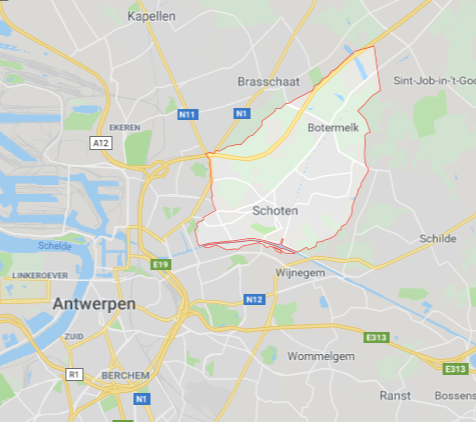 Kapellen
Brasschaat
Sint-Job-in-'t-Goo
N11
N1
EKEREN
Botermelk
A12
Schoten
Schelde
Schilde
E19
LINKEROEVER
Wijnegem
Antwerpen
N12
ZUID
E313
Wommelgem
R1
BERCHEM
E313
N1
Ranst
Bossens